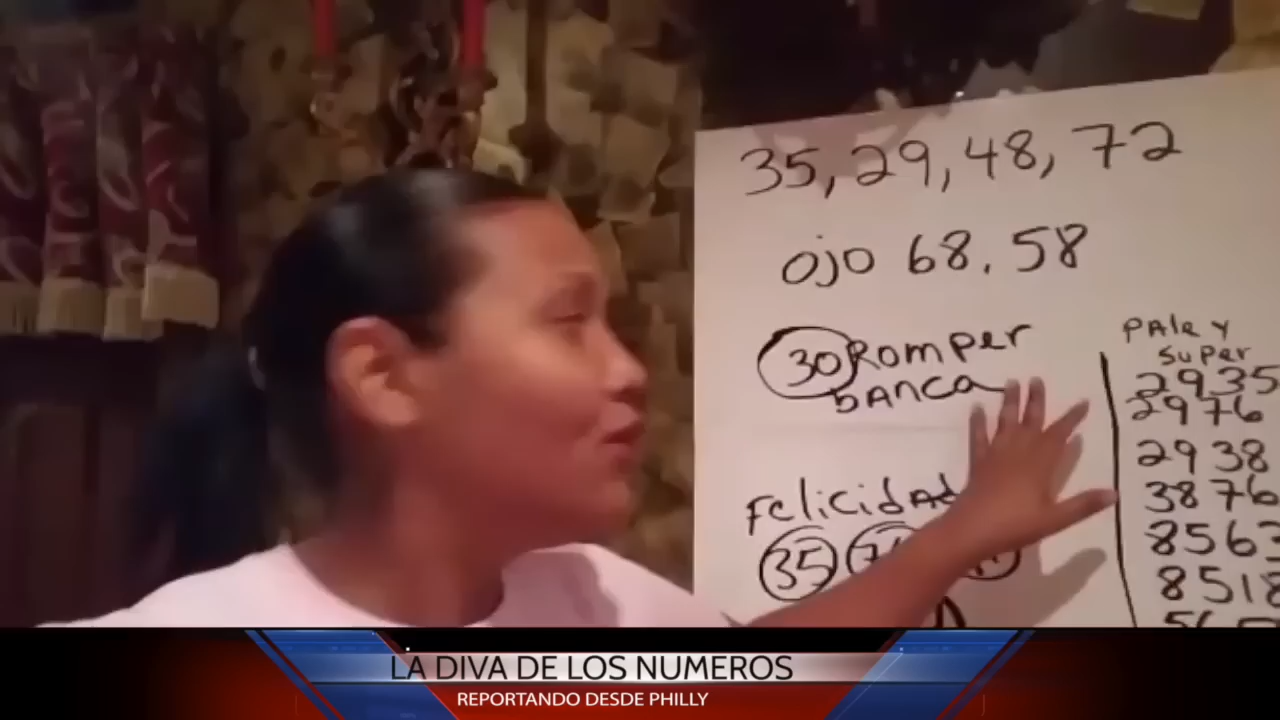 35, 29, 48, 72
ojo 68. 58
30 Romper
bANca
Felicidad
35
PAle y
super
2935
2976
2938
3876
8563
8518
LA DIVA DE LOS NUMEROS
REPORTANDO DESDE PHILLY